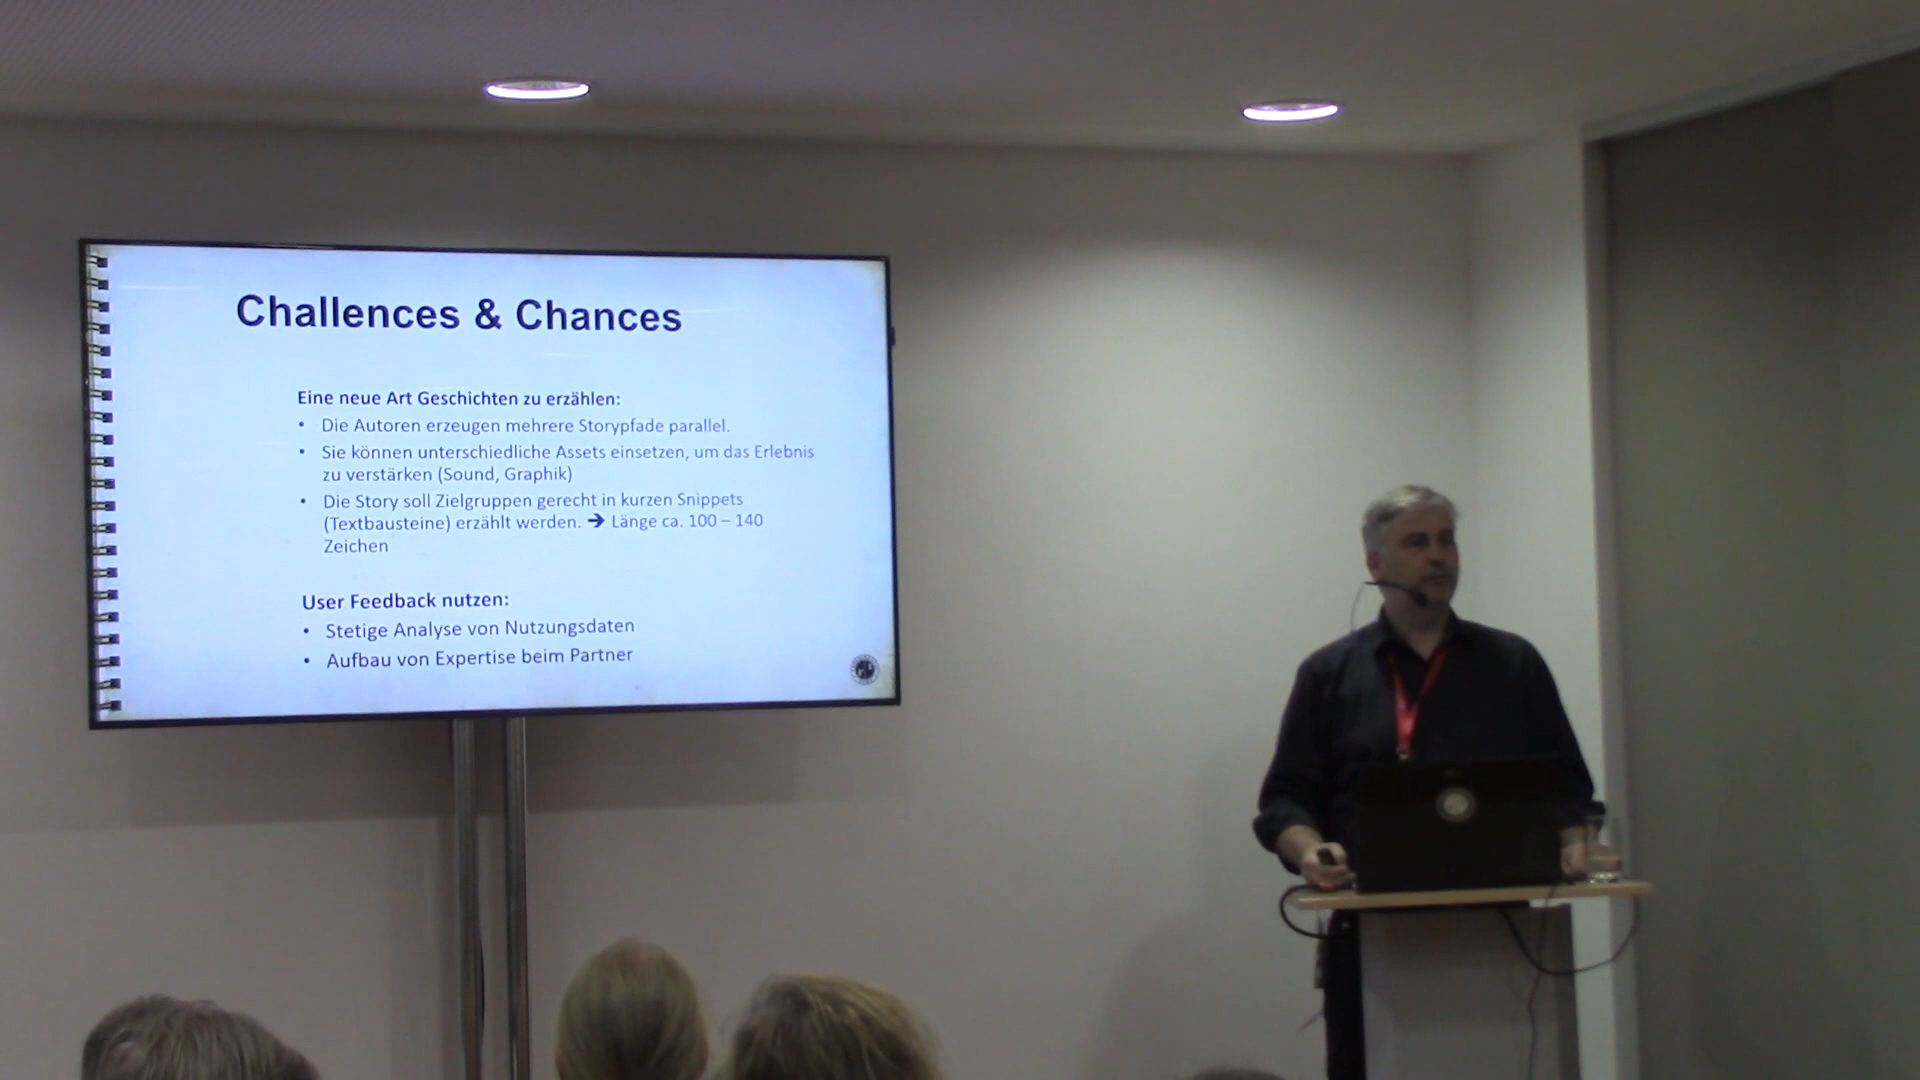 Challences & Chances
Eine neue Art Geschichten zu erzählen:
• Die Autoren erzeugen mehrere Storypfade parallel.
• Sie können unterschiedliche Assets einsetzen, um das Erlebnis
zu verstärken (Sound, Graphik)
• Die Story soll Zielgruppen gerecht in kurzen Snippets
(Textbausteine) erzählt werden. ➔ Länge ca. 100 – 140
Zeichen
User Feedback nutzen:
• Stetige Analyse von Nutzungsdaten
• Aufbau von Expertise beim Partner